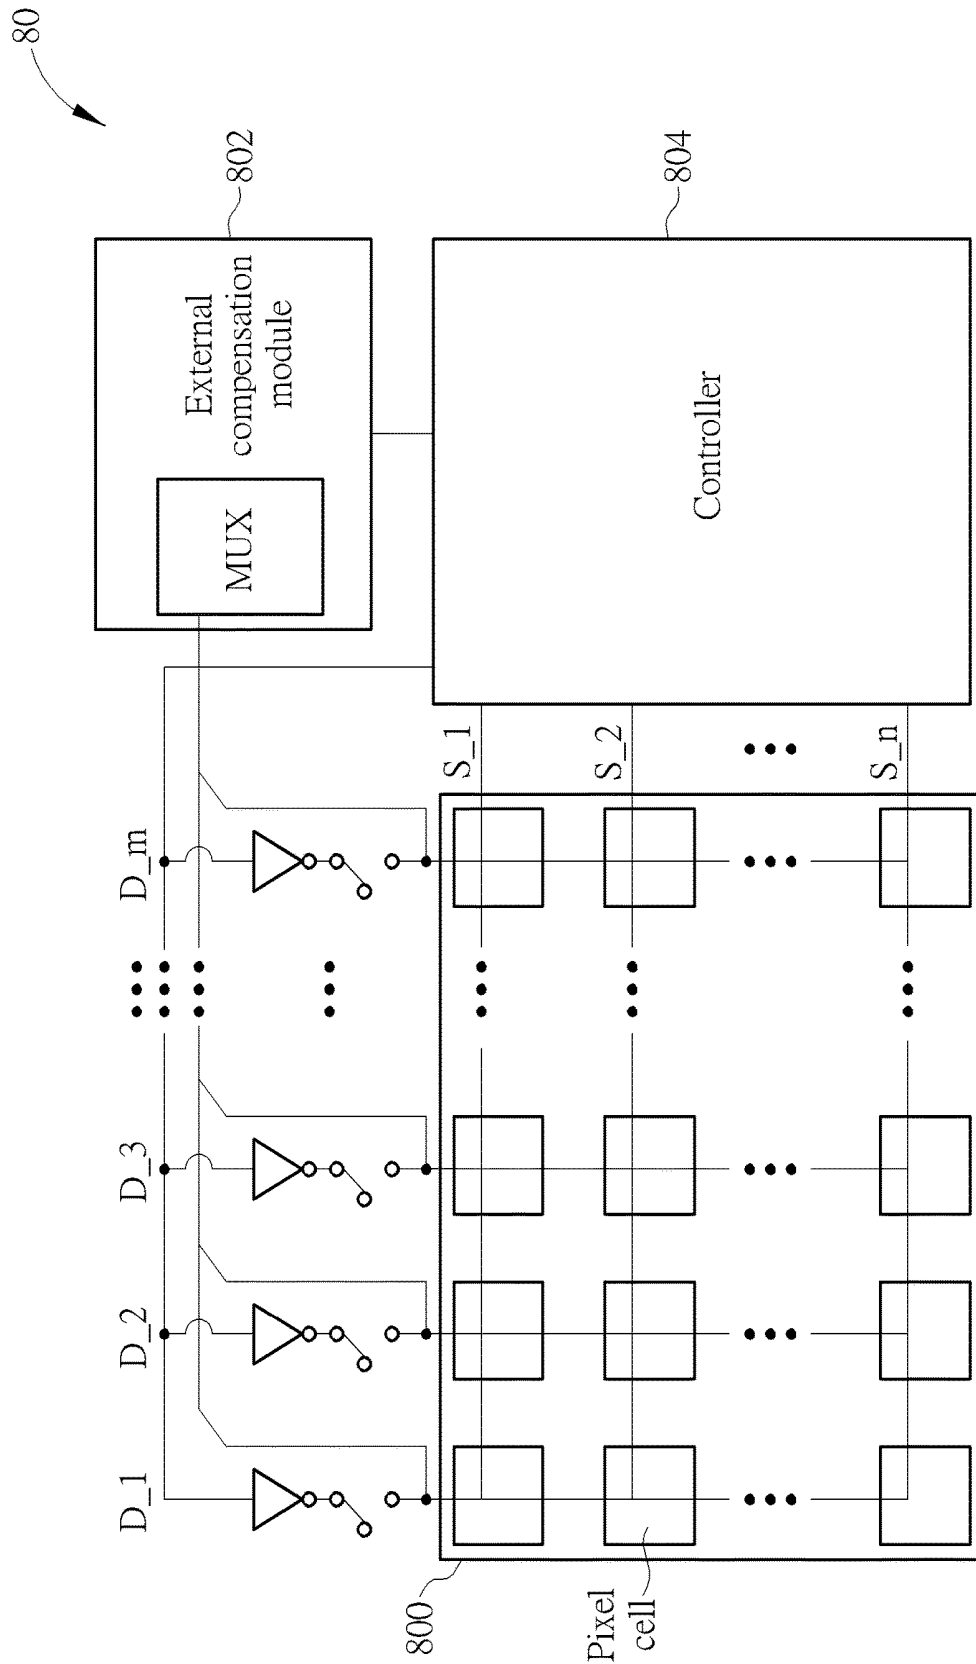 80
802
External
compensation
module
MUX
804
Controller
D_1
D_2
D_3
D_m
S_1
S_2
S_n
800
Pixel
cell